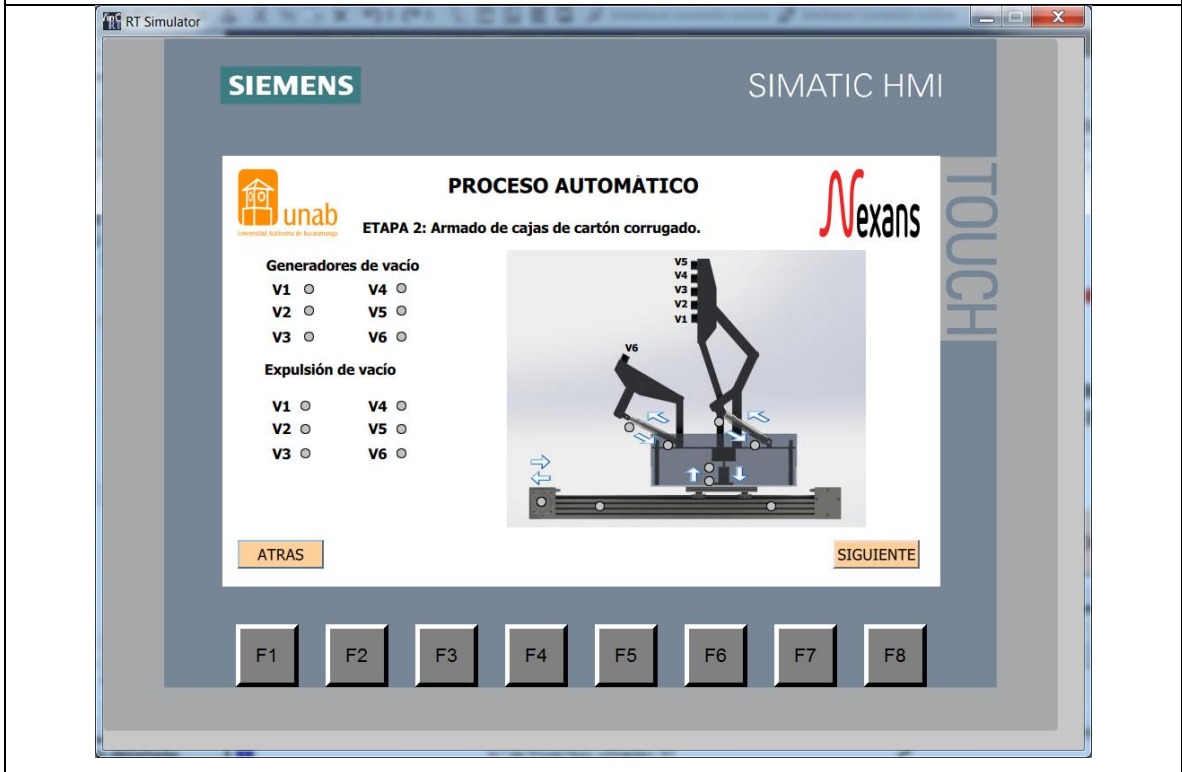 RT Simulator
SIEMENS
SIMATIC HMI
TOUCH
unab
Universidad Autónoma de Bucaramanga
Nexans
PROCESO AUTOMÁTICO
ETAPA 2: Armado de cajas de cartón corrugado.
Generadores de vacío
V1 V4
V2 V5
V3 V6
Expulsión de vacío
V1 V4
V2 V5
V3 V6
V5
V4
V3
V2
V1
V6
ATRAS
SIGUIENTE
F1 F2 F3 F4 F5 F6 F7 F8